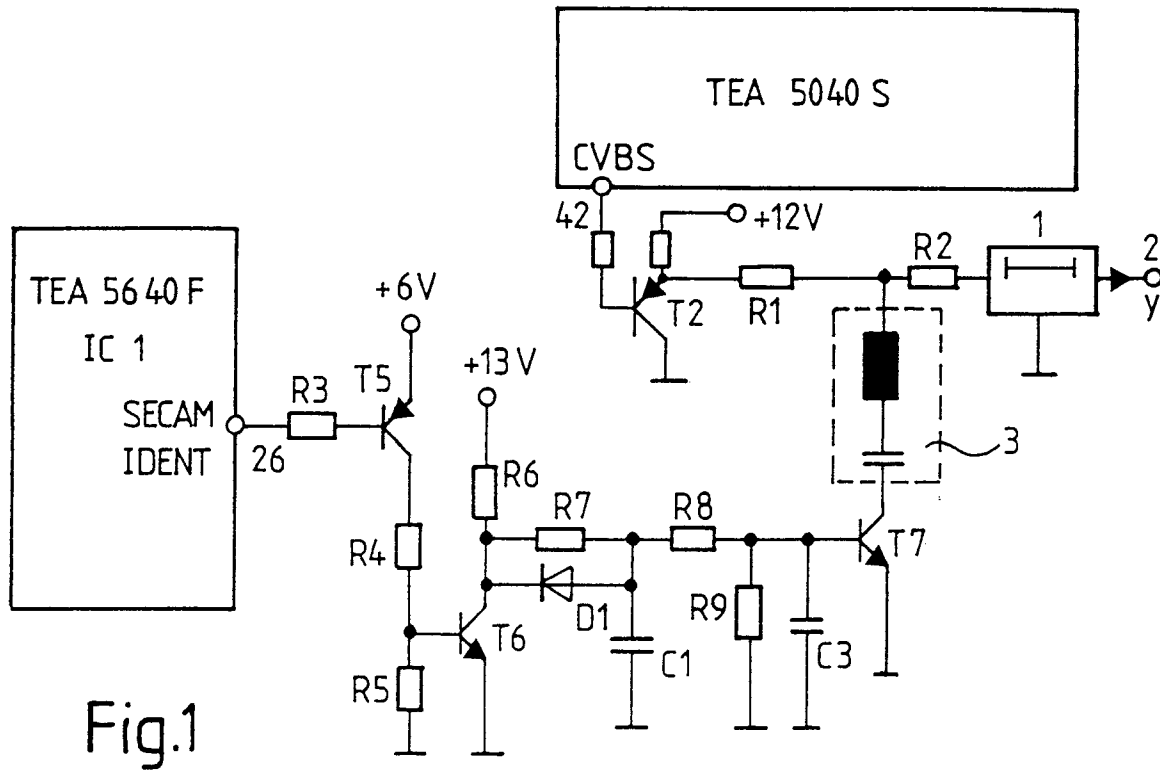 TEA 5040 S
CVBS
42
+12V
1
2
R2
y
T2
R1
TEA 5640 F
IC 1
+6V
+13V
SECAM
IDENT
26
R3
T5
3
R6
R7
R8
T7
R4
D1
R9
T6
C1
C3
R5
Fig.1